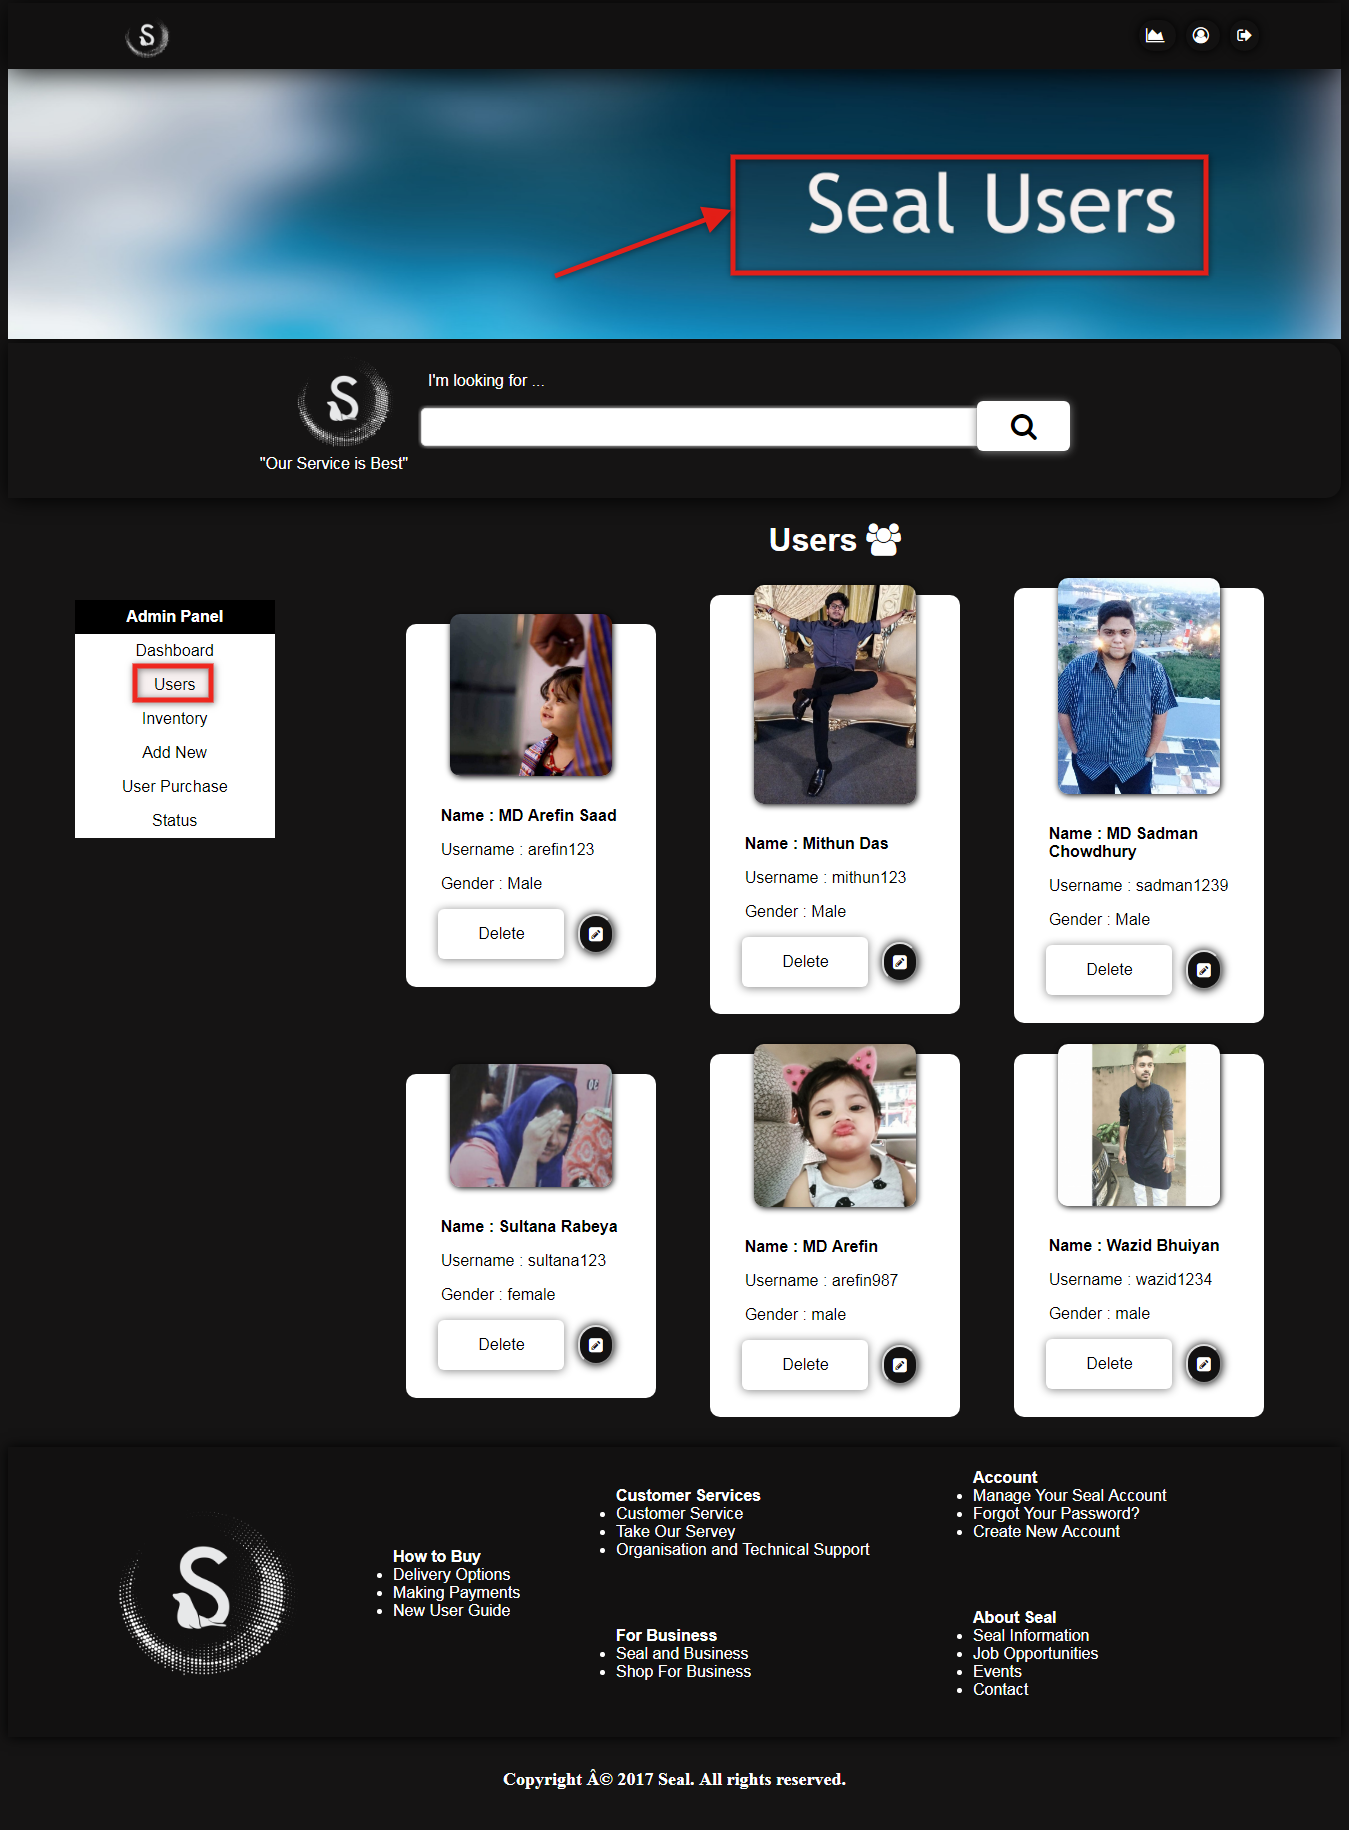 S
Seal Users
S
I'm looking for ...
"Our Service is Best"
Users
Admin Panel
Dashboard
Users
Inventory
Add New
User Purchase
Status
Name : MD Arefin Saad
Username : arefin123
Gender : Male
Delete
Name : Mithun Das
Username : mithun123
Gender : Male
Delete
Name : MD Sadman
Chowdhury
Username : sadman1239
Gender : Male
Delete
Name : Sultana Rabeya
Username : sultana123
Gender : female
Delete
Name : MD Arefin
Username : arefin987
Gender : male
Delete
Name : Wazid Bhuiyan
Username : wazid1234
Gender : male
Delete
S
How to Buy
Delivery Options
Making Payments
New User Guide
Customer Services
Customer Service
Take Our Servey
Organisation and Technical Support
For Business
Seal and Business
Shop For Business
Account
Manage Your Seal Account
Forgot Your Password?
Create New Account
About Seal
Seal Information
Job Opportunities
Events
Contact
Copyright Â© 2017 Seal. All rights reserved.